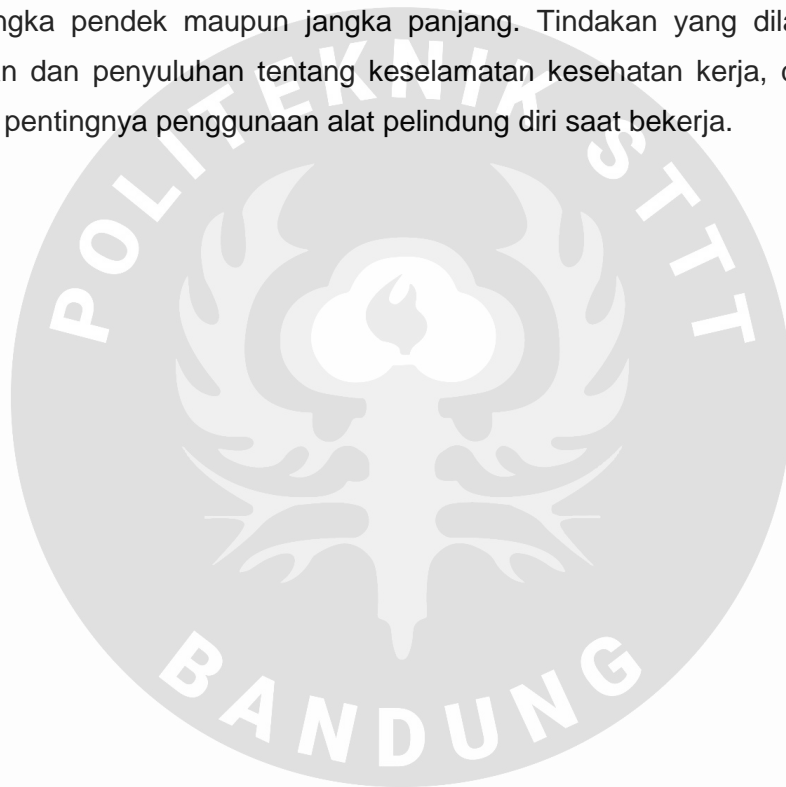 ngka pendek maupun jangka panjang. Tindakan yang dila
n dan penyuluhan tentang keselamatan kesehatan kerja, d
pentingnya penggunaan alat pelindung diri saat bekerja.
POLITEKNIK STTT
BANDUNG